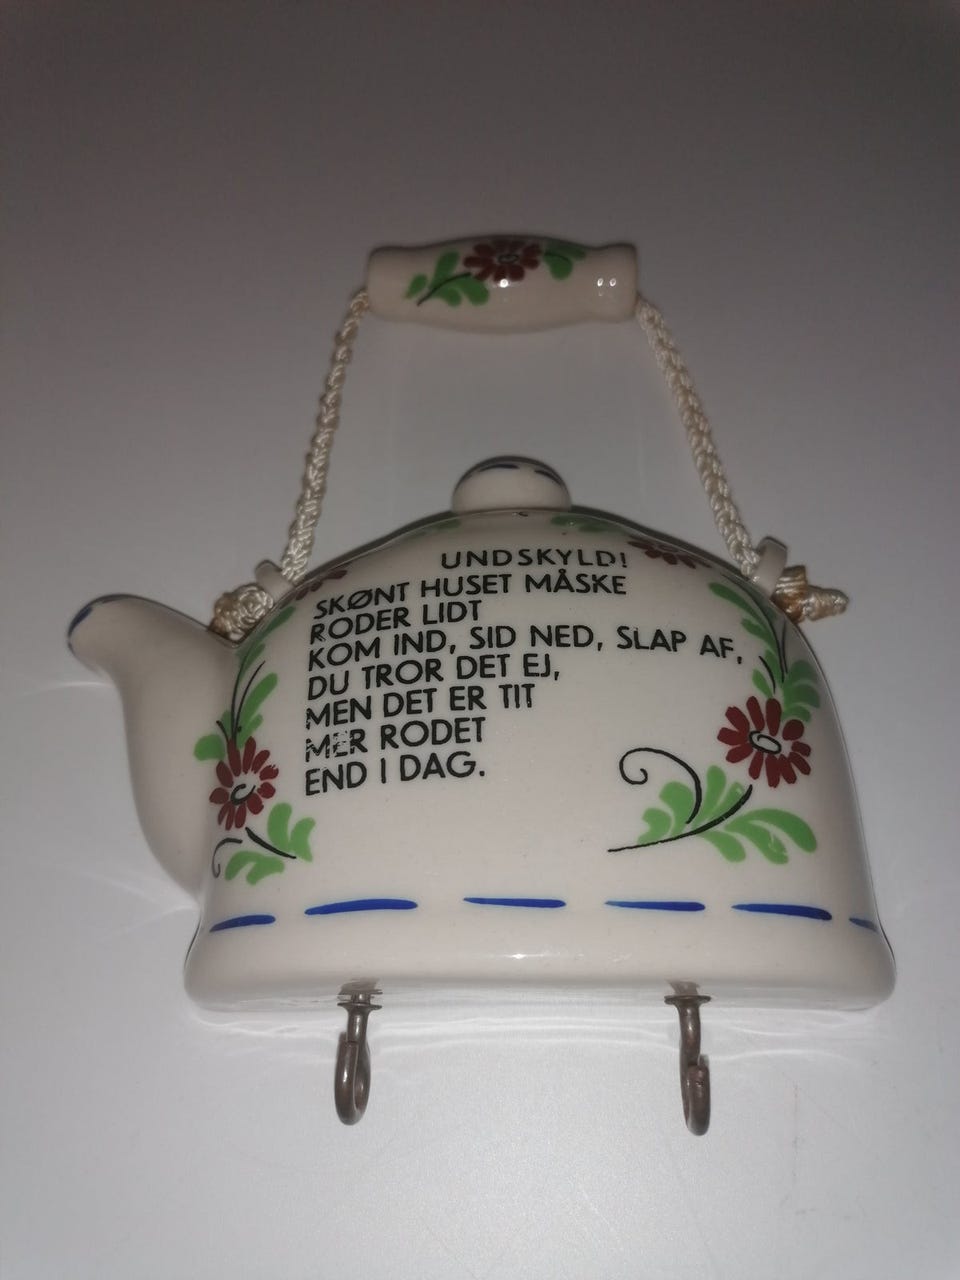 UNDSKYLD!
SKØNT HUSET MÅSKE
RODER LIDT
KOM IND, SID NED, SLAP AF,
DU TROR DET EJ,
MEN DET ER TIT
MER RODET
END I DAG.